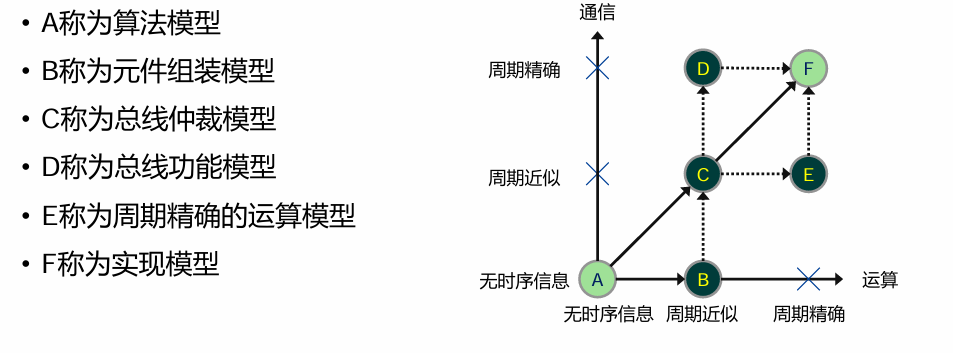 • A称为算法模型
• B称为元件组装模型
• C称为总线仲裁模型
• D称为总线功能模型
• E称为周期精确的运算模型
• F称为实现模型
通信
周期精确
D
F
周期近似
C
E
无时序信息
A
B
运算
无时序信息
周期近似
周期精确